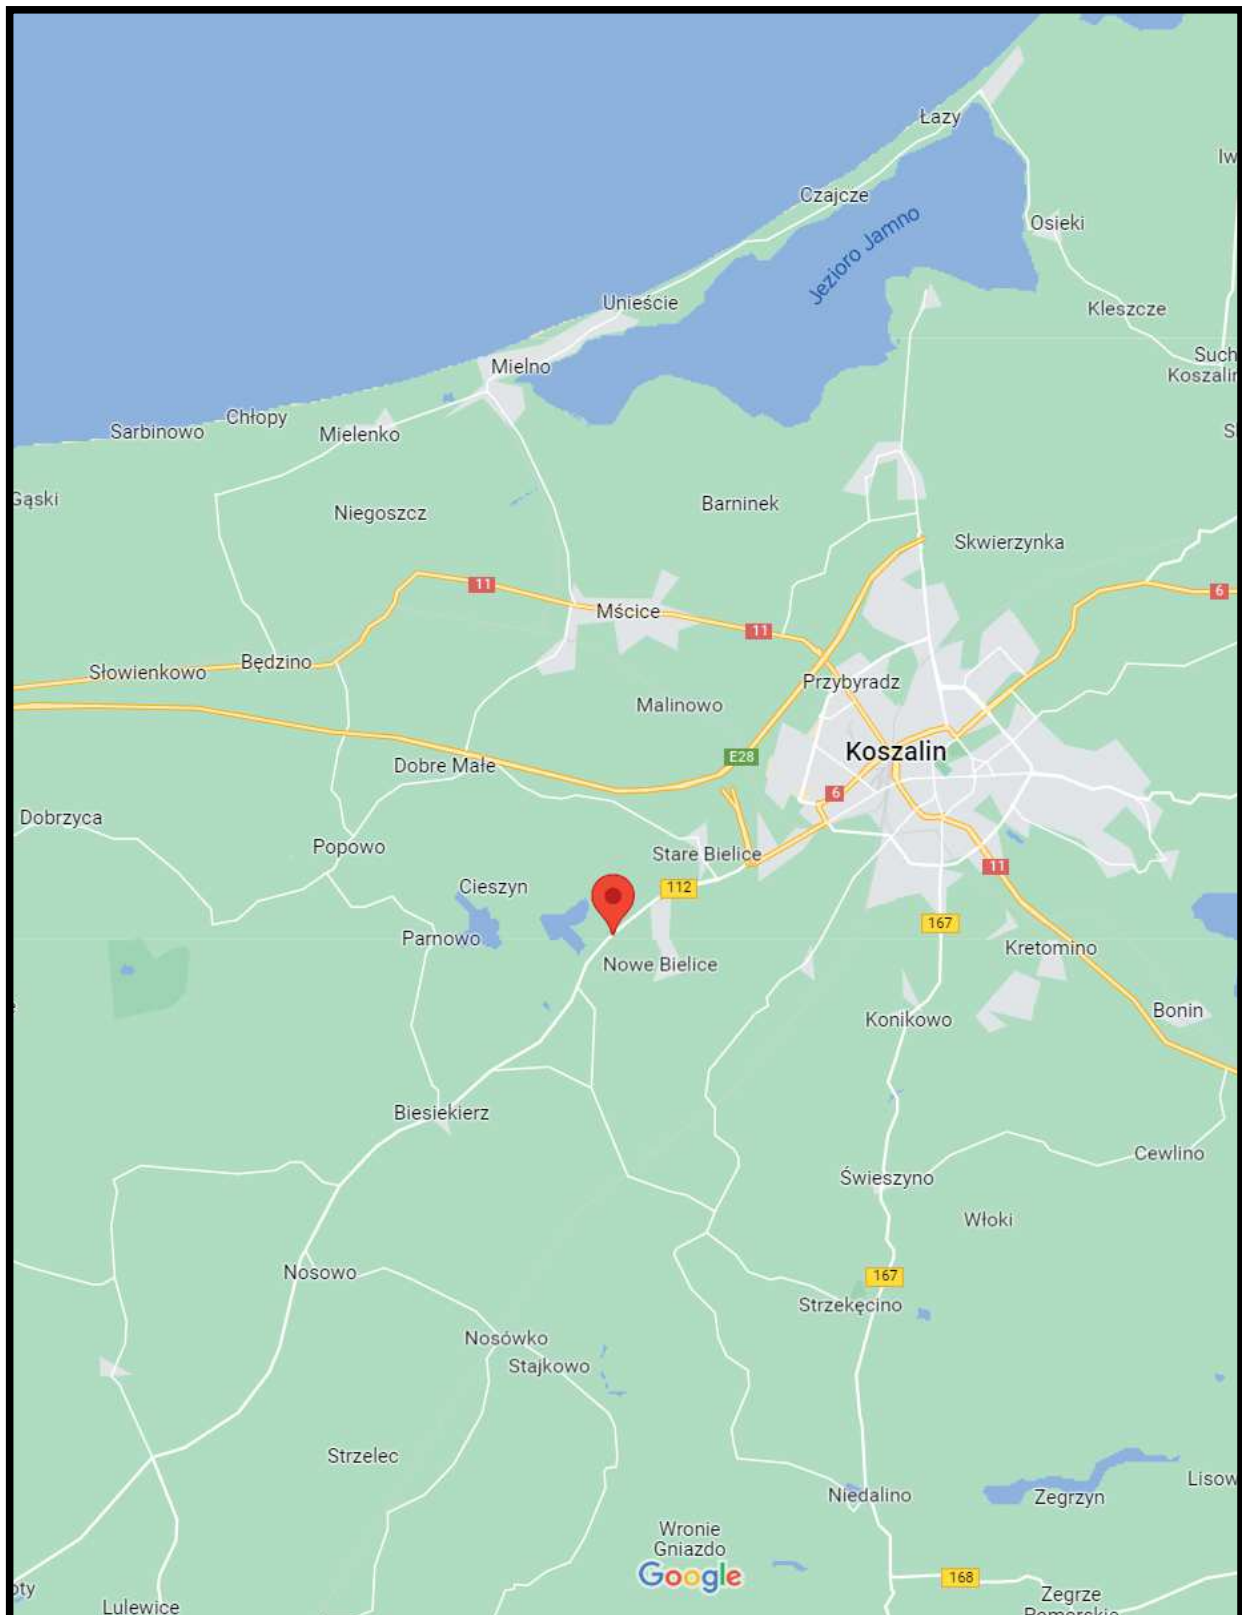 Łazy
Iw
Czajcze
Osieki
Jezioro Jamno
Unieście
Kleszcze
Such
Koszalir
Mielno
Chłopy
Sarbinowo
Mielenko
S
Gąski
Niegoszcz
Barninek
Skwierzynka
11
6
Mścice
11
Będzino
Słowienkowo
Przybyradz
Malinowo
Koszalin
E28
Dobre Małe
6
Dobrzyca
Popowo
Stare Bielice
11
Cieszyn
112
167
Parnowo
Kretomino
Nowe Bielice
Bonin
Konikowo
Biesiekierz
Cewlino
Świeszyno
Włoki
Nosowo
167
Strzekęcino
Nosówko
Stajkowo
Strzelec
Lisow
Niedalino
Zegrzyn
Wronie
Gniazdo
Google
168
oty
Zegrze
Pomorskie
Lulewice